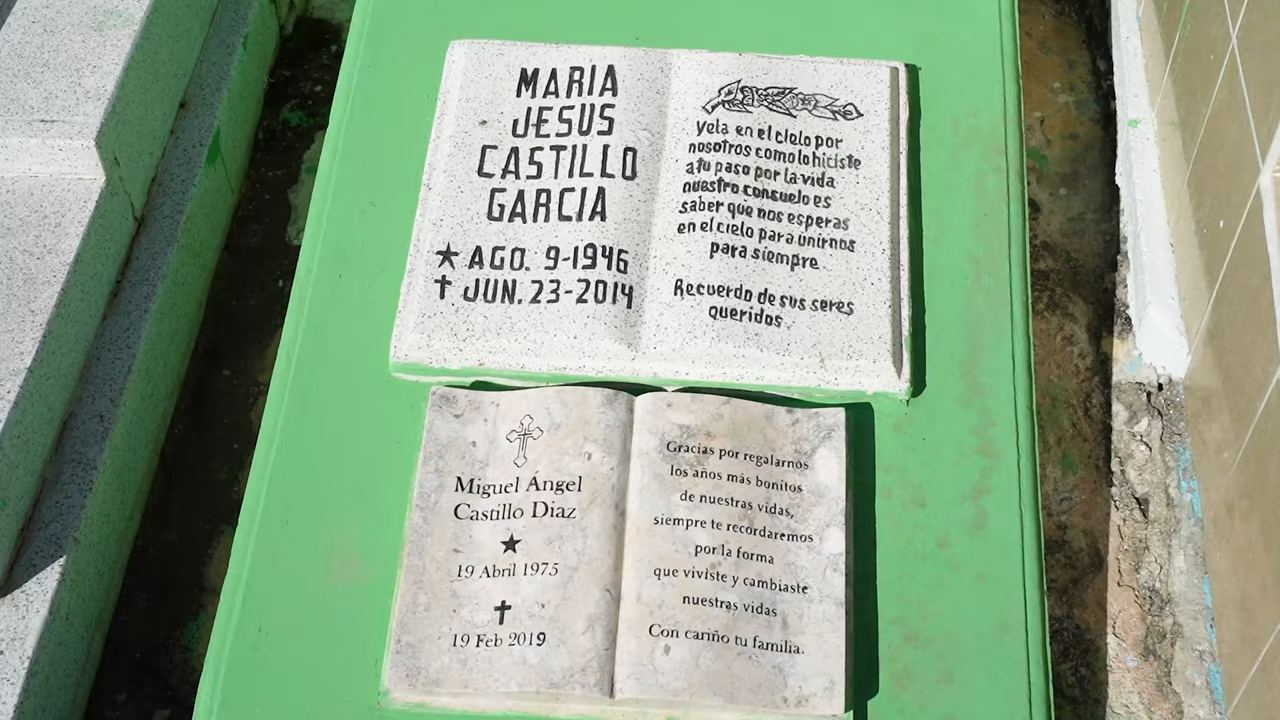 MARIA
JESUS
CASTILLO
GARCIA
★ AGO. 9-1946
✝ JUN. 23-2014
Vela en el cielo por
nosotros como lo hiciste
a tu paso por la vida
nuestro consuelo es
saber que nos esperas
en el cielo para unirnos
para siempre
Recuerdo de sus seres
queridos
Miguel Ángel
Castillo Diaz
★
19 Abril 1975
✝
19 Feb 2019
Gracias por regalarnos
los años más bonitos
de nuestras vidas,
siempre te recordaremos
por la forma
que viviste y cambiaste
nuestras vidas
Con cariño tu familia.